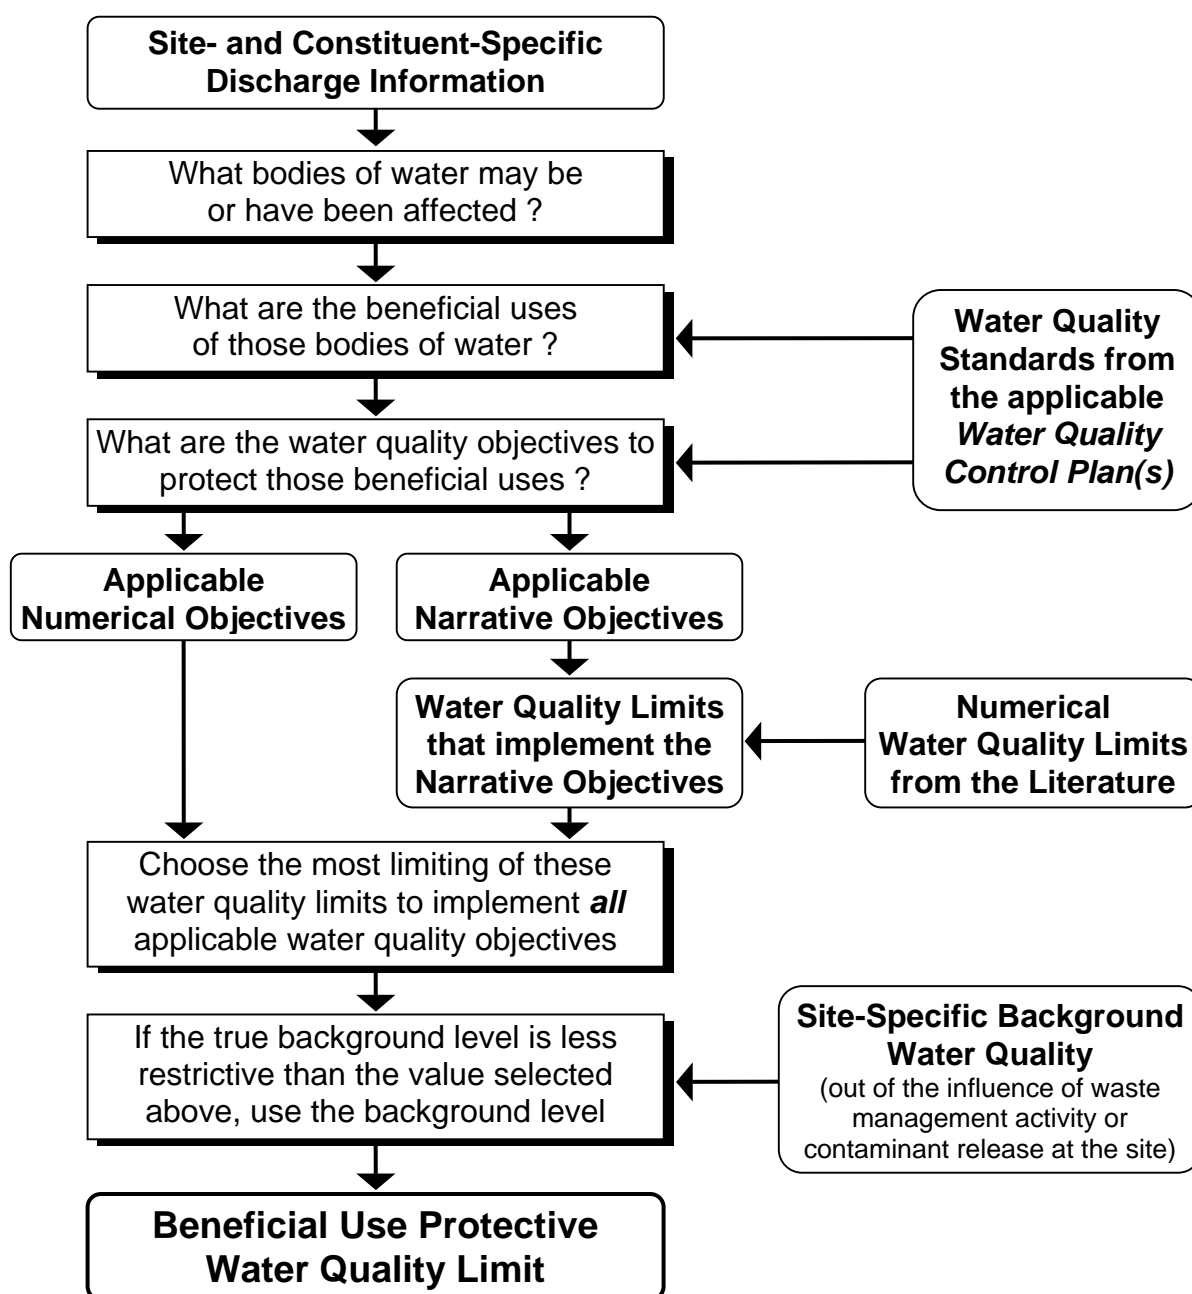 Site- and Constituent-Specific
Discharge Information
What bodies of water may be
or have been affected ?
What are the beneficial uses
of those bodies of water ?
Water Quality
Standards from
the applicable
Water Quality
Control Plan(s)
What are the water quality objectives to
protect those beneficial uses ?
Applicable
Numerical Objectives
Applicable
Narrative Objectives
Water Quality Limits
that implement the
Narrative Objectives
Numerical
Water Quality Limits
from the Literature
Choose the most limiting of these
water quality limits to implement all
applicable water quality objectives
If the true background level is less
restrictive than the value selected
above, use the background level
Site-Specific Background
Water Quality
(out of the influence of waste
management activity or
contaminant release at the site)
Beneficial Use Protective
Water Quality Limit